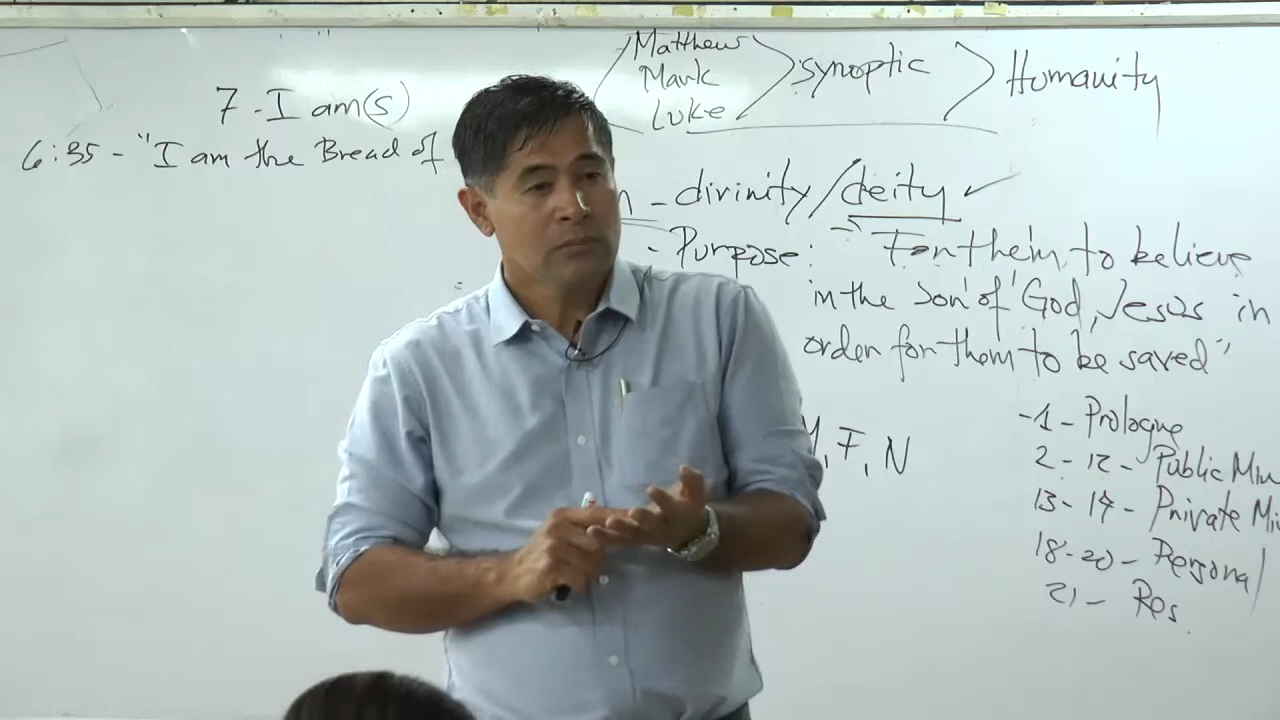 7 - I am(s)
6:35 - "I am the Bread of
Matthew
Mark
Luke
synoptic
Humanity
n - divinity/deity ✓
- Purpose: "For them to believe
in the Son of God, Jesus in
order for them to be saved"
, F, N
-1 - Prologue
2-12 - Public Min
13-17 - Private Mi
18-20 - Personal
21 - Res.